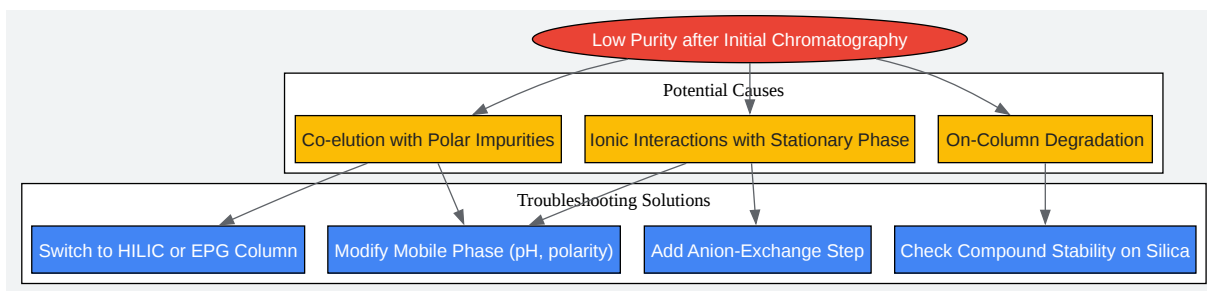 Low Purity after Initial Chromatography
Potential Causes
Co-elution with Polar Impurities
Ionic Interactions with Stationary Phase
On-Column Degradation
Troubleshooting Solutions
Switch to HILIC or EPG Column
Modify Mobile Phase (pH, polarity)
Add Anion-Exchange Step
Check Compound Stability on Silica